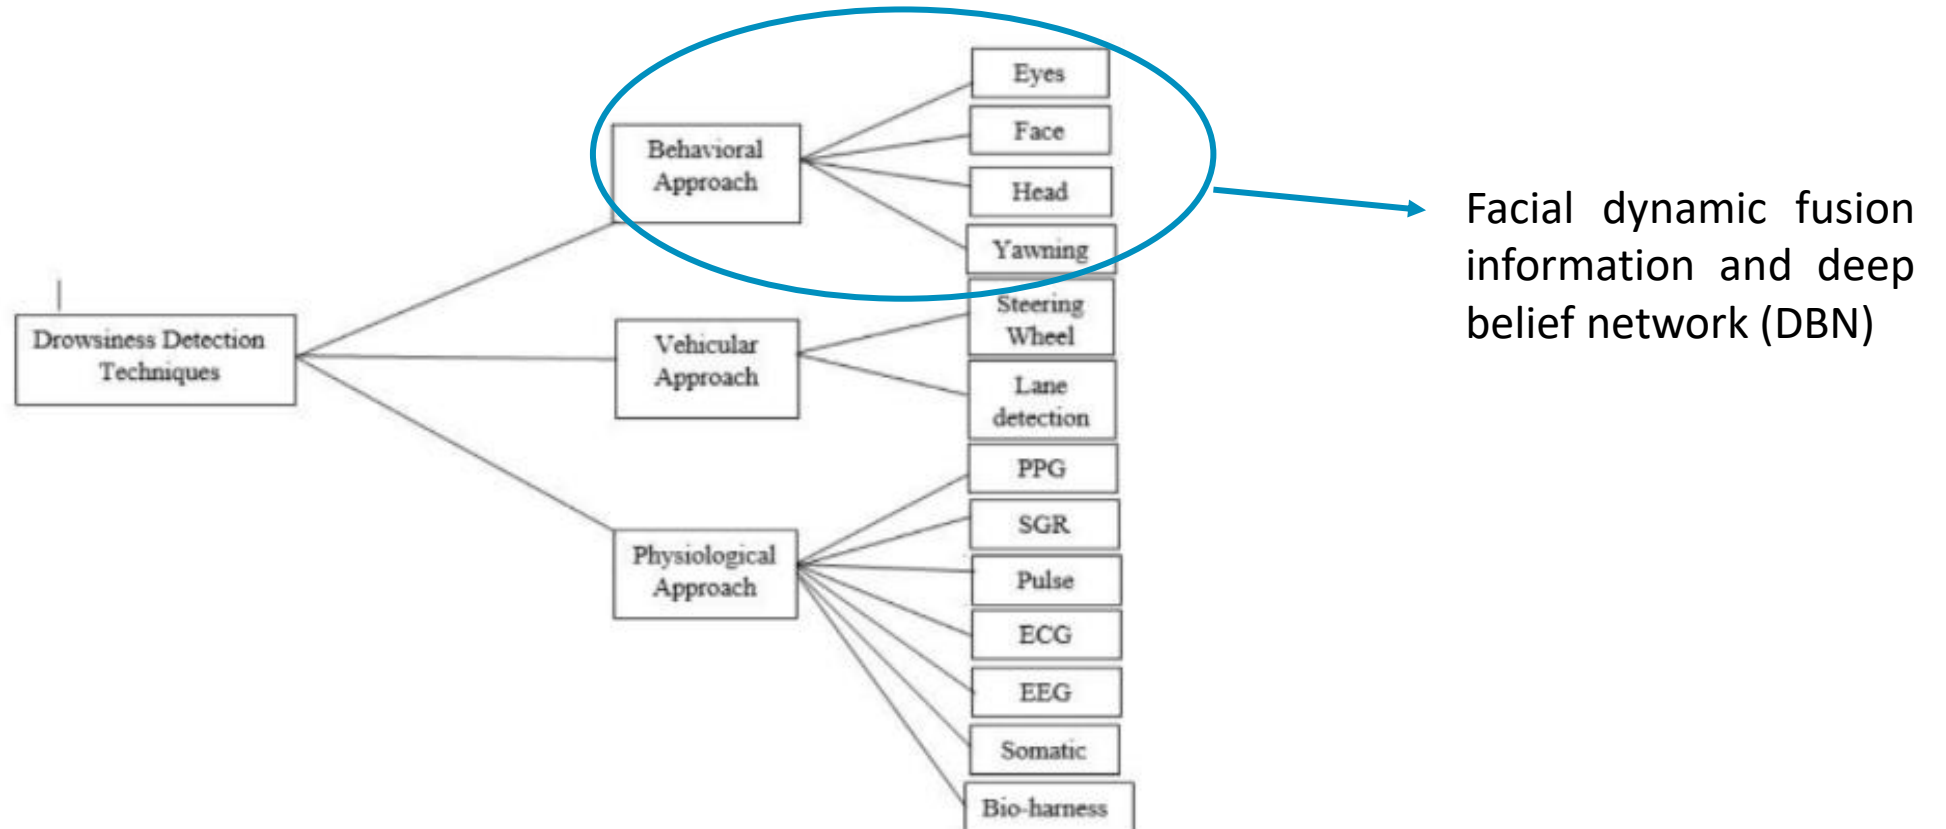 Eyes
Face
Behavioral
Approach
Head
Yawning
Facial dynamic fusion
information and deep
belief network (DBN)
Drowsiness Detection
Techniques
Vehicular
Approach
Steering
Wheel
Lane
detection
Physiological
Approach
PPG
SGR
Pulse
ECG
EEG
Somatic
Bio-harness